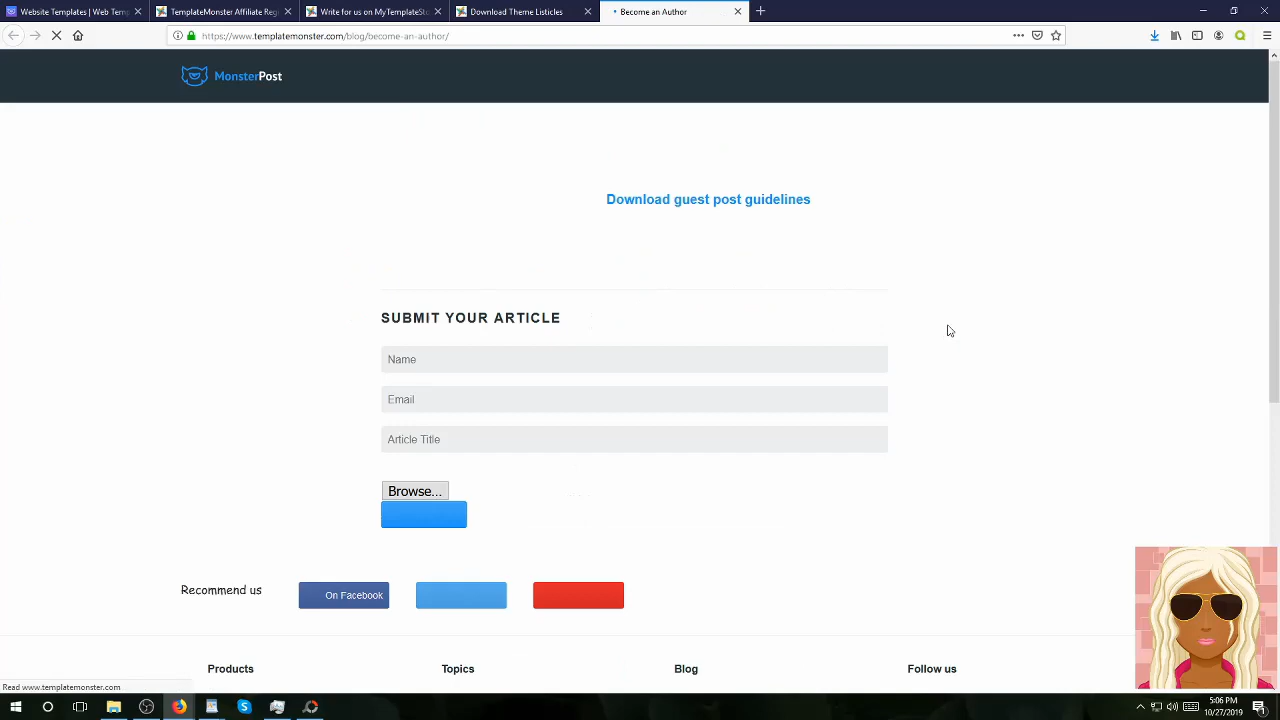 Website Templates | Web Temp
TemplateMonster Affiliate Reg
Write for us on MyTemplateSto
Download Theme Listicles
Become an Author
https://www.templatemonster.com/blog/become-an-author/
MonsterPost
Download guest post guidelines
SUBMIT YOUR ARTICLE
Name
Email
Article Title
Browse...
Recommend us
On Facebook
Products
Topics
Blog
Follow us
Read www.templatemonster.com
5:06 PM
10/27/2019